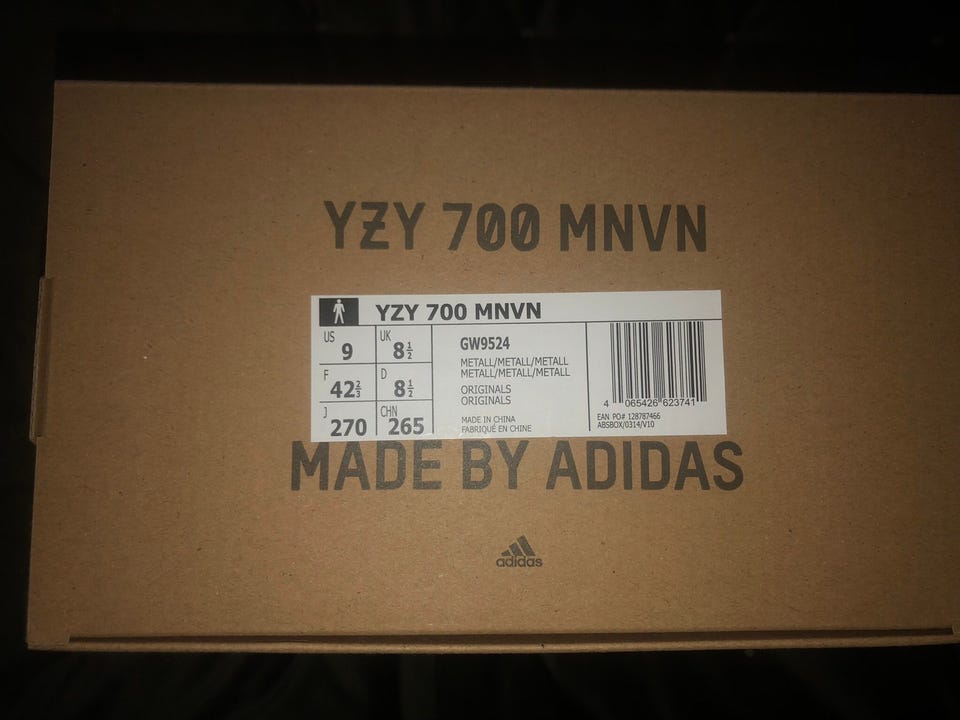 YZY 700 MNVN
YZY 700 MNVN
US 9
UK 8½
F 42⅔
D 8½
J 270
CHN 265
GW9524
METALL/METALL/METALL
METALL/METALL/METALL
ORIGINALS
ORIGINALS
MADE IN CHINA
FABRIQUÉ EN CHINE
4 065426 623741
EAN PO# 128787466
ABSBOX/0314/V10
MADE BY ADIDAS
adidas